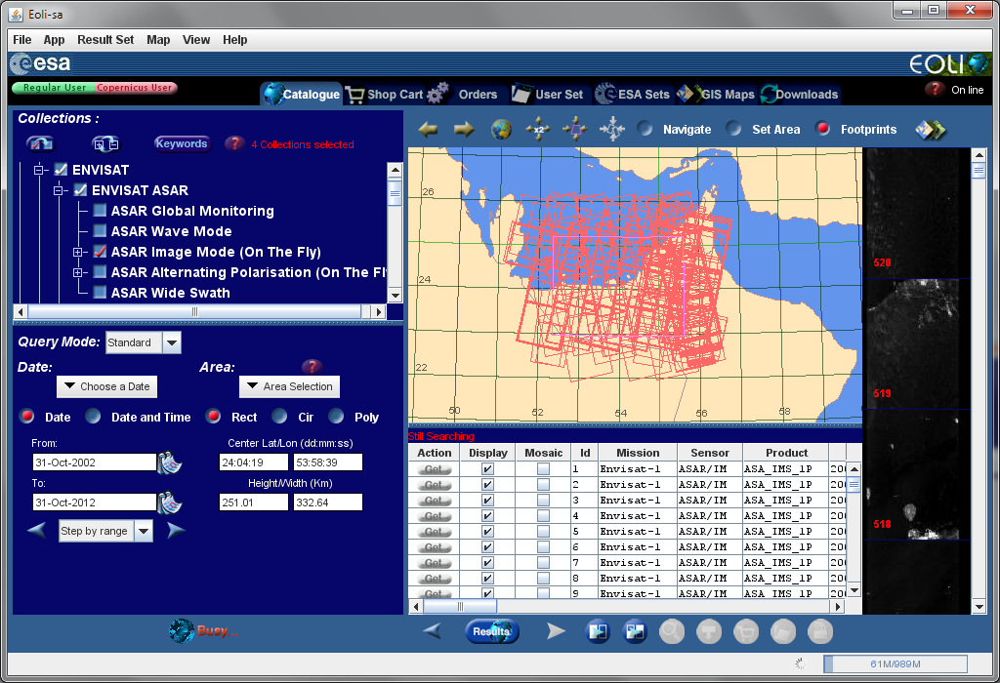 Eoli-sa
File App Result Set Map View Help
esa
EOLI
Regular User Copernicus User
Catalogue Shop Cart Orders User Set ESA Sets GIS Maps Downloads
? On line
Collections :
Keywords ? 4 Collections selected
x2 Navigate Set Area Footprints
ENVISAT
ENVISAT ASAR
ASAR Global Monitoring
ASAR Wave Mode
ASAR Image Mode (On The Fly)
ASAR Alternating Polarisation (On The Fl
ASAR Wide Swath
26
24
22
50 52 54 56 58
520
519
518
Query Mode: Standard
Date: Area: ?
Choose a Date Area Selection
Date Date and Time Rect Cir Poly
From: Center Lat/Lon (dd:mm:ss)
31-Oct-2002 24:04:19 53:58:39
To: Height/Width (Km)
31-Oct-2012 251.01 332.64
Step by range
Still Searching
Action Display Mosaic Id Mission Sensor Product
Get 1 Envisat-1 ASAR/IM ASA_IMS_1P 200
Get 2 Envisat-1 ASAR/IM ASA_IMS_1P 200
Get 3 Envisat-1 ASAR/IM ASA_IMS_1P 200
Get 4 Envisat-1 ASAR/IM ASA_IMS_1P 200
Get 5 Envisat-1 ASAR/IM ASA_IMS_1P 200
Get 6 Envisat-1 ASAR/IM ASA_IMS_1P 200
Get 7 Envisat-1 ASAR/IM ASA_IMS_1P 200
Get 8 Envisat-1 ASAR/IM ASA_IMS_1P 200
Get 9 Envisat-1 ASAR/IM ASA_IMS_1P 200
Busy...
Results
61M/989M